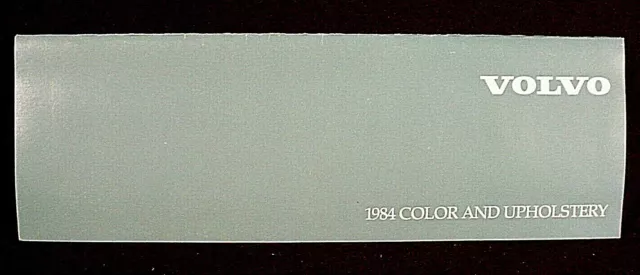 VOLVO
1984 COLOR AND UPHOLSTERY